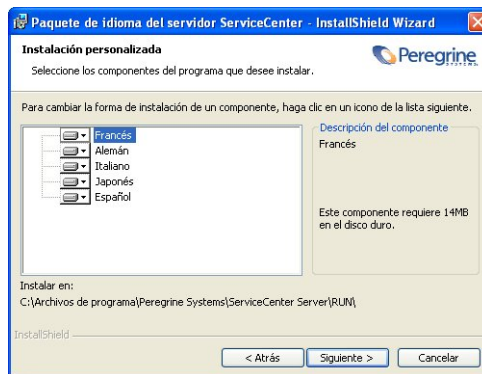 Paquete de idioma del servidor ServiceCenter - InstallShield Wizard
Instalación personalizada
Seleccione los componentes del programa que desee instalar.
Peregrine
SYSTEMS
Para cambiar la forma de instalación de un componente, haga clic en un icono de la lista siguiente.
Francés
Alemán
Italiano
Japonés
Español
Descripción del componente
Francés
Este componente requiere 14MB
en el disco duro.
Instalar en:
C:\Archivos de programa\Peregrine Systems\ServiceCenter Server\RUN\
InstallShield
< Atrás
Siguiente >
Cancelar